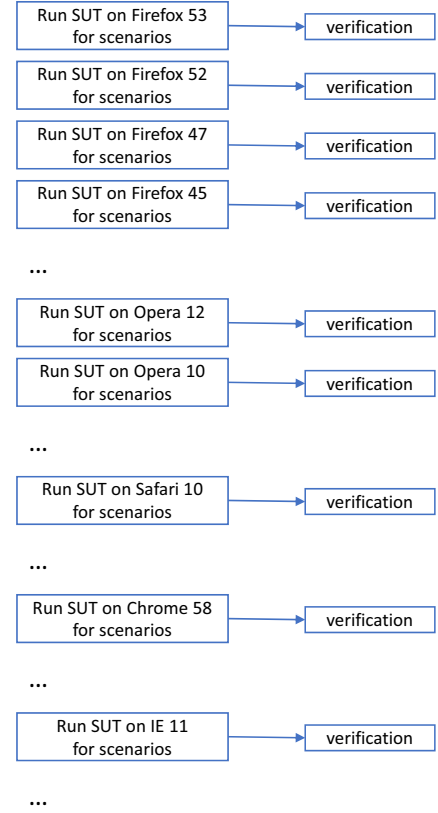 Run SUT on Firefox 53
for scenarios
verification
Run SUT on Firefox 52
for scenarios
verification
Run SUT on Firefox 47
for scenarios
verification
Run SUT on Firefox 45
for scenarios
verification
...
Run SUT on Opera 12
for scenarios
verification
Run SUT on Opera 10
for scenarios
verification
...
Run SUT on Safari 10
for scenarios
verification
...
Run SUT on Chrome 58
for scenarios
verification
...
Run SUT on IE 11
for scenarios
verification
...